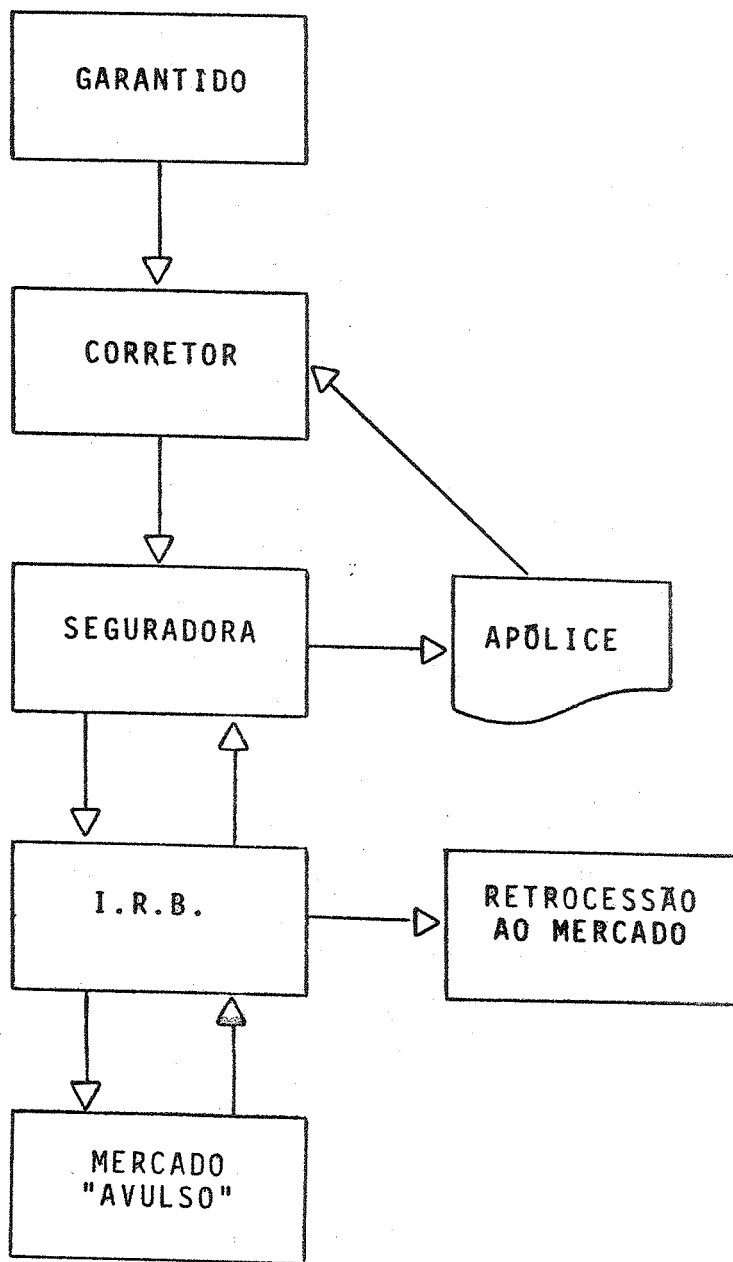 GARANTIDO
CORRETOR
SEGURADORA
APÓLICE
I.R.B.
RETROCESSÃO
AO MERCADO
MERCADO
"AVULSO"